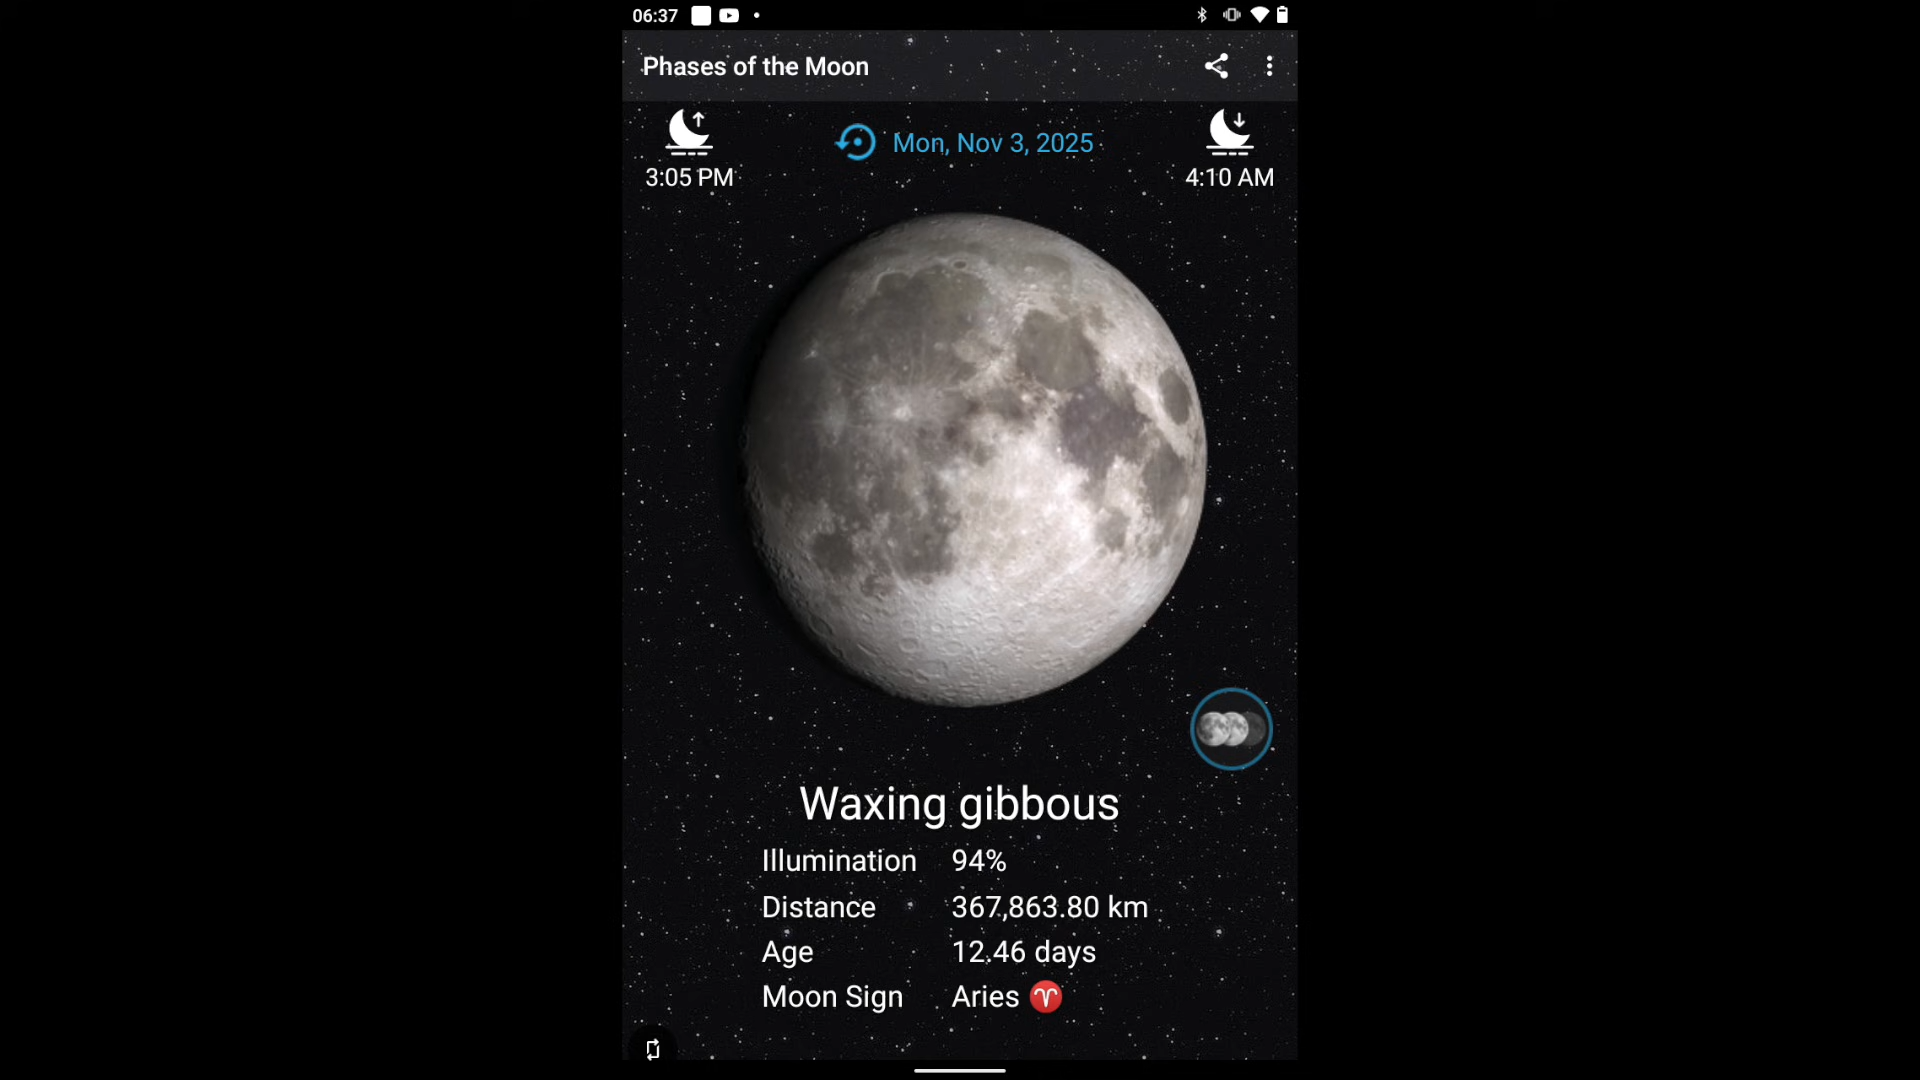 06:37
Phases of the Moon
Mon, Nov 3, 2025
3:05 PM
4:10 AM
Waxing gibbous
Illumination 94%
Distance 367,863.80 km
Age 12.46 days
Moon Sign Aries ♈